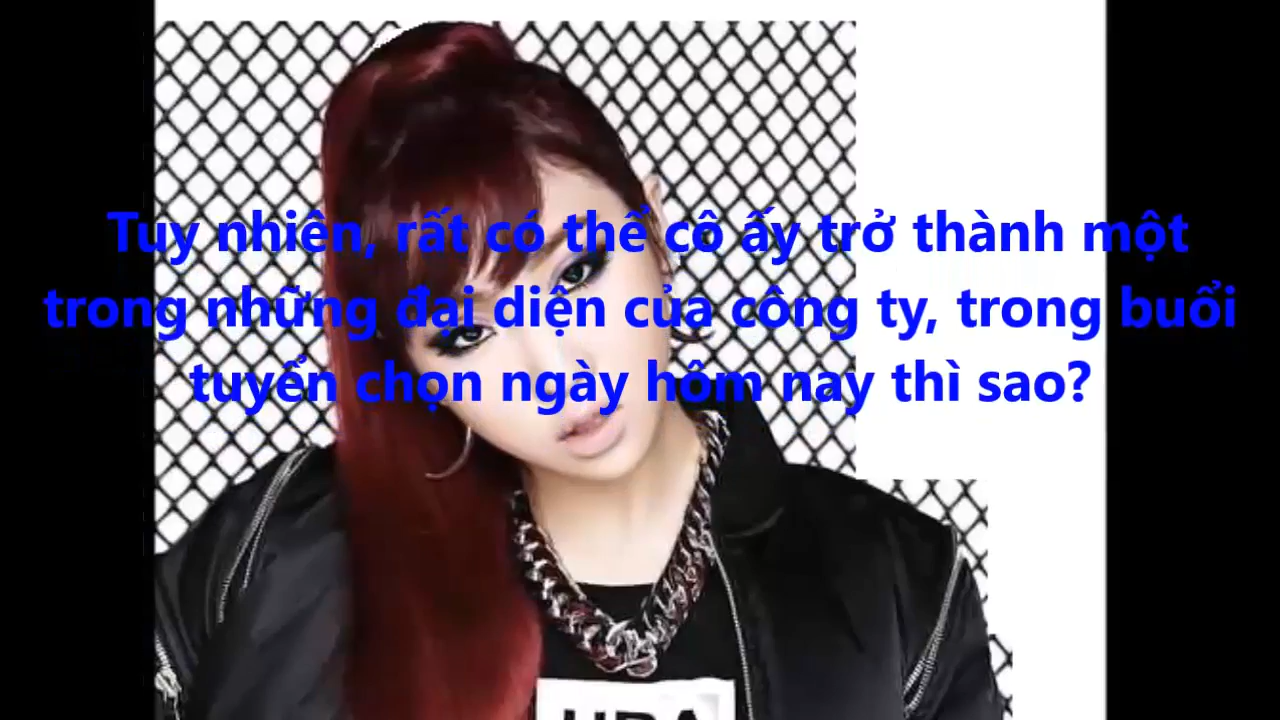 Tuy nhiên, rất có thể cô ấy trở thành một
trong những đại diện của công ty, trong buổi
tuyển chọn ngày hôm nay thì sao?